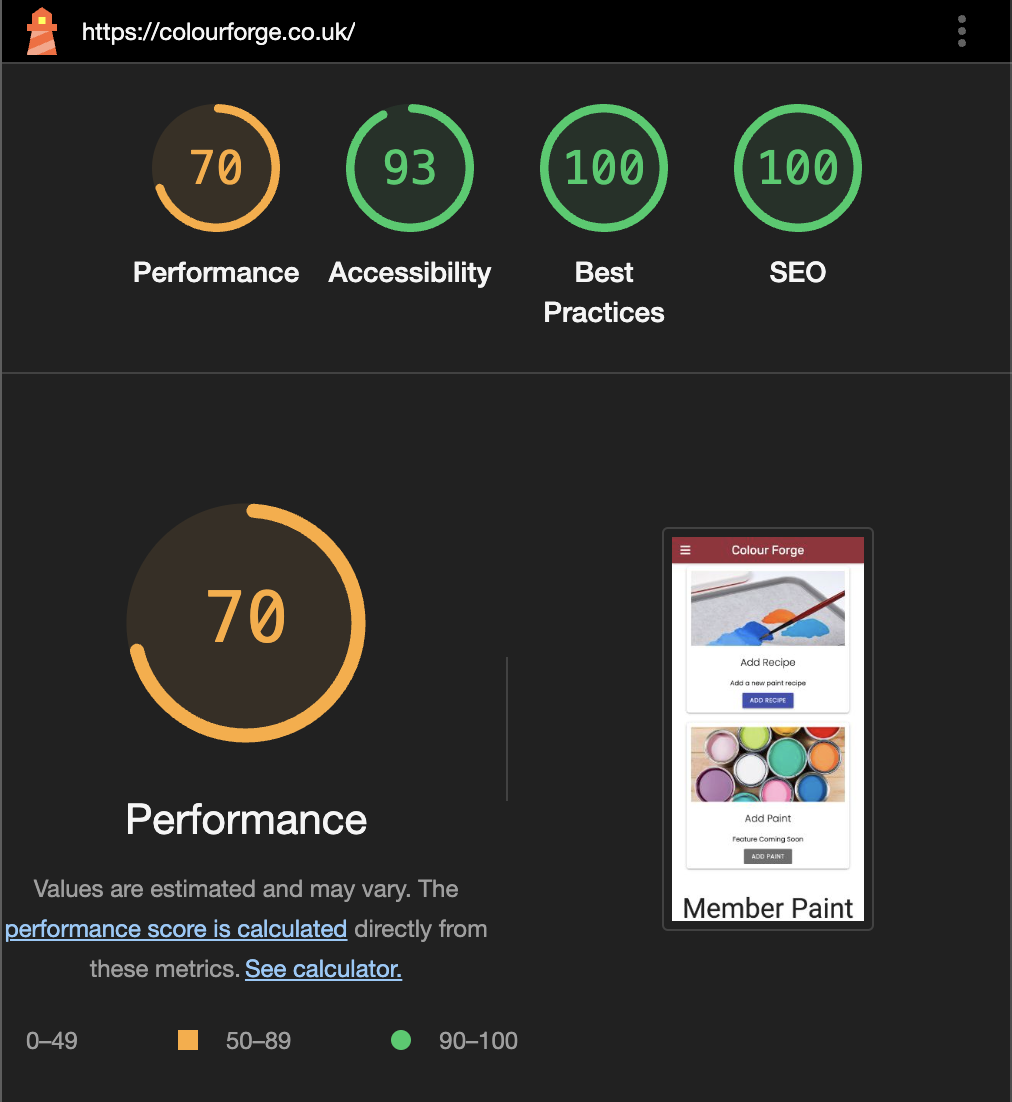 https://colourforge.co.uk/
70
93
100
100
Performance
Accessibility
Best
Practices
SEO
70
Performance
Values are estimated and may vary. The
performance score is calculated directly from
these metrics. See calculator.
0–49
50–89
90–100
Colour Forge
Add Recipe
Add a new paint recipe
ADD RECIPE
Add Paint
Feature Coming Soon
ADD PAINT
Member Paint